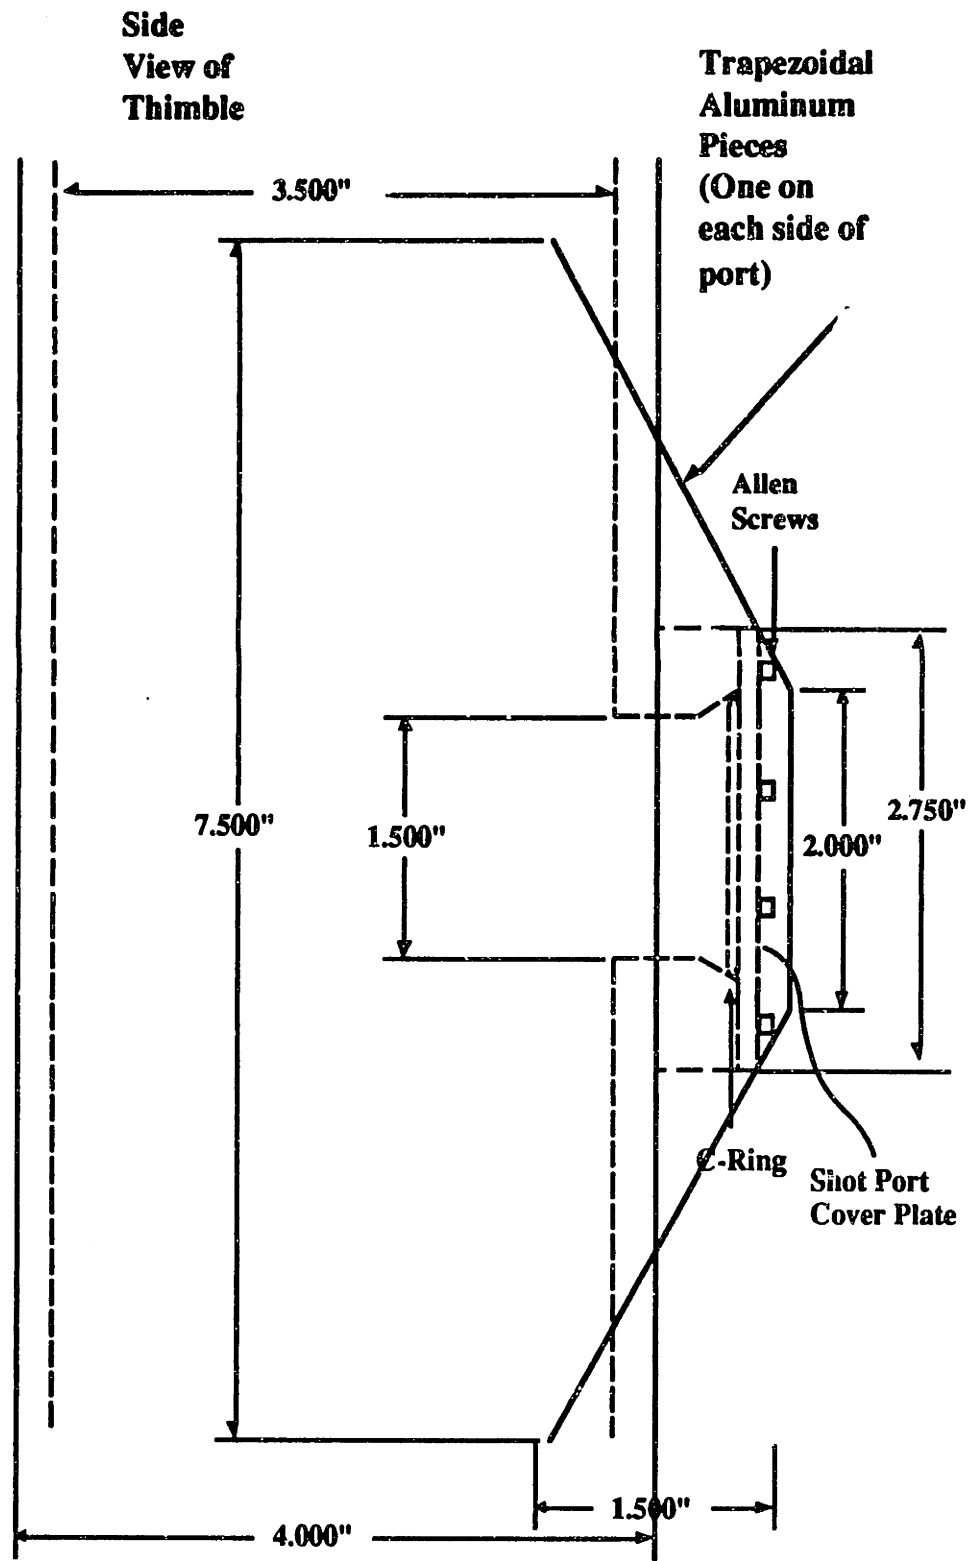 Side
View of
Thimble
Trapezoidal
Aluminum
Pieces
(One on
each side of
port)
3.500"
Allen
Screws
7.500"
1.500"
2.000"
2.750"
C-Ring
Shot Port
Cover Plate
1.500"
4.000"